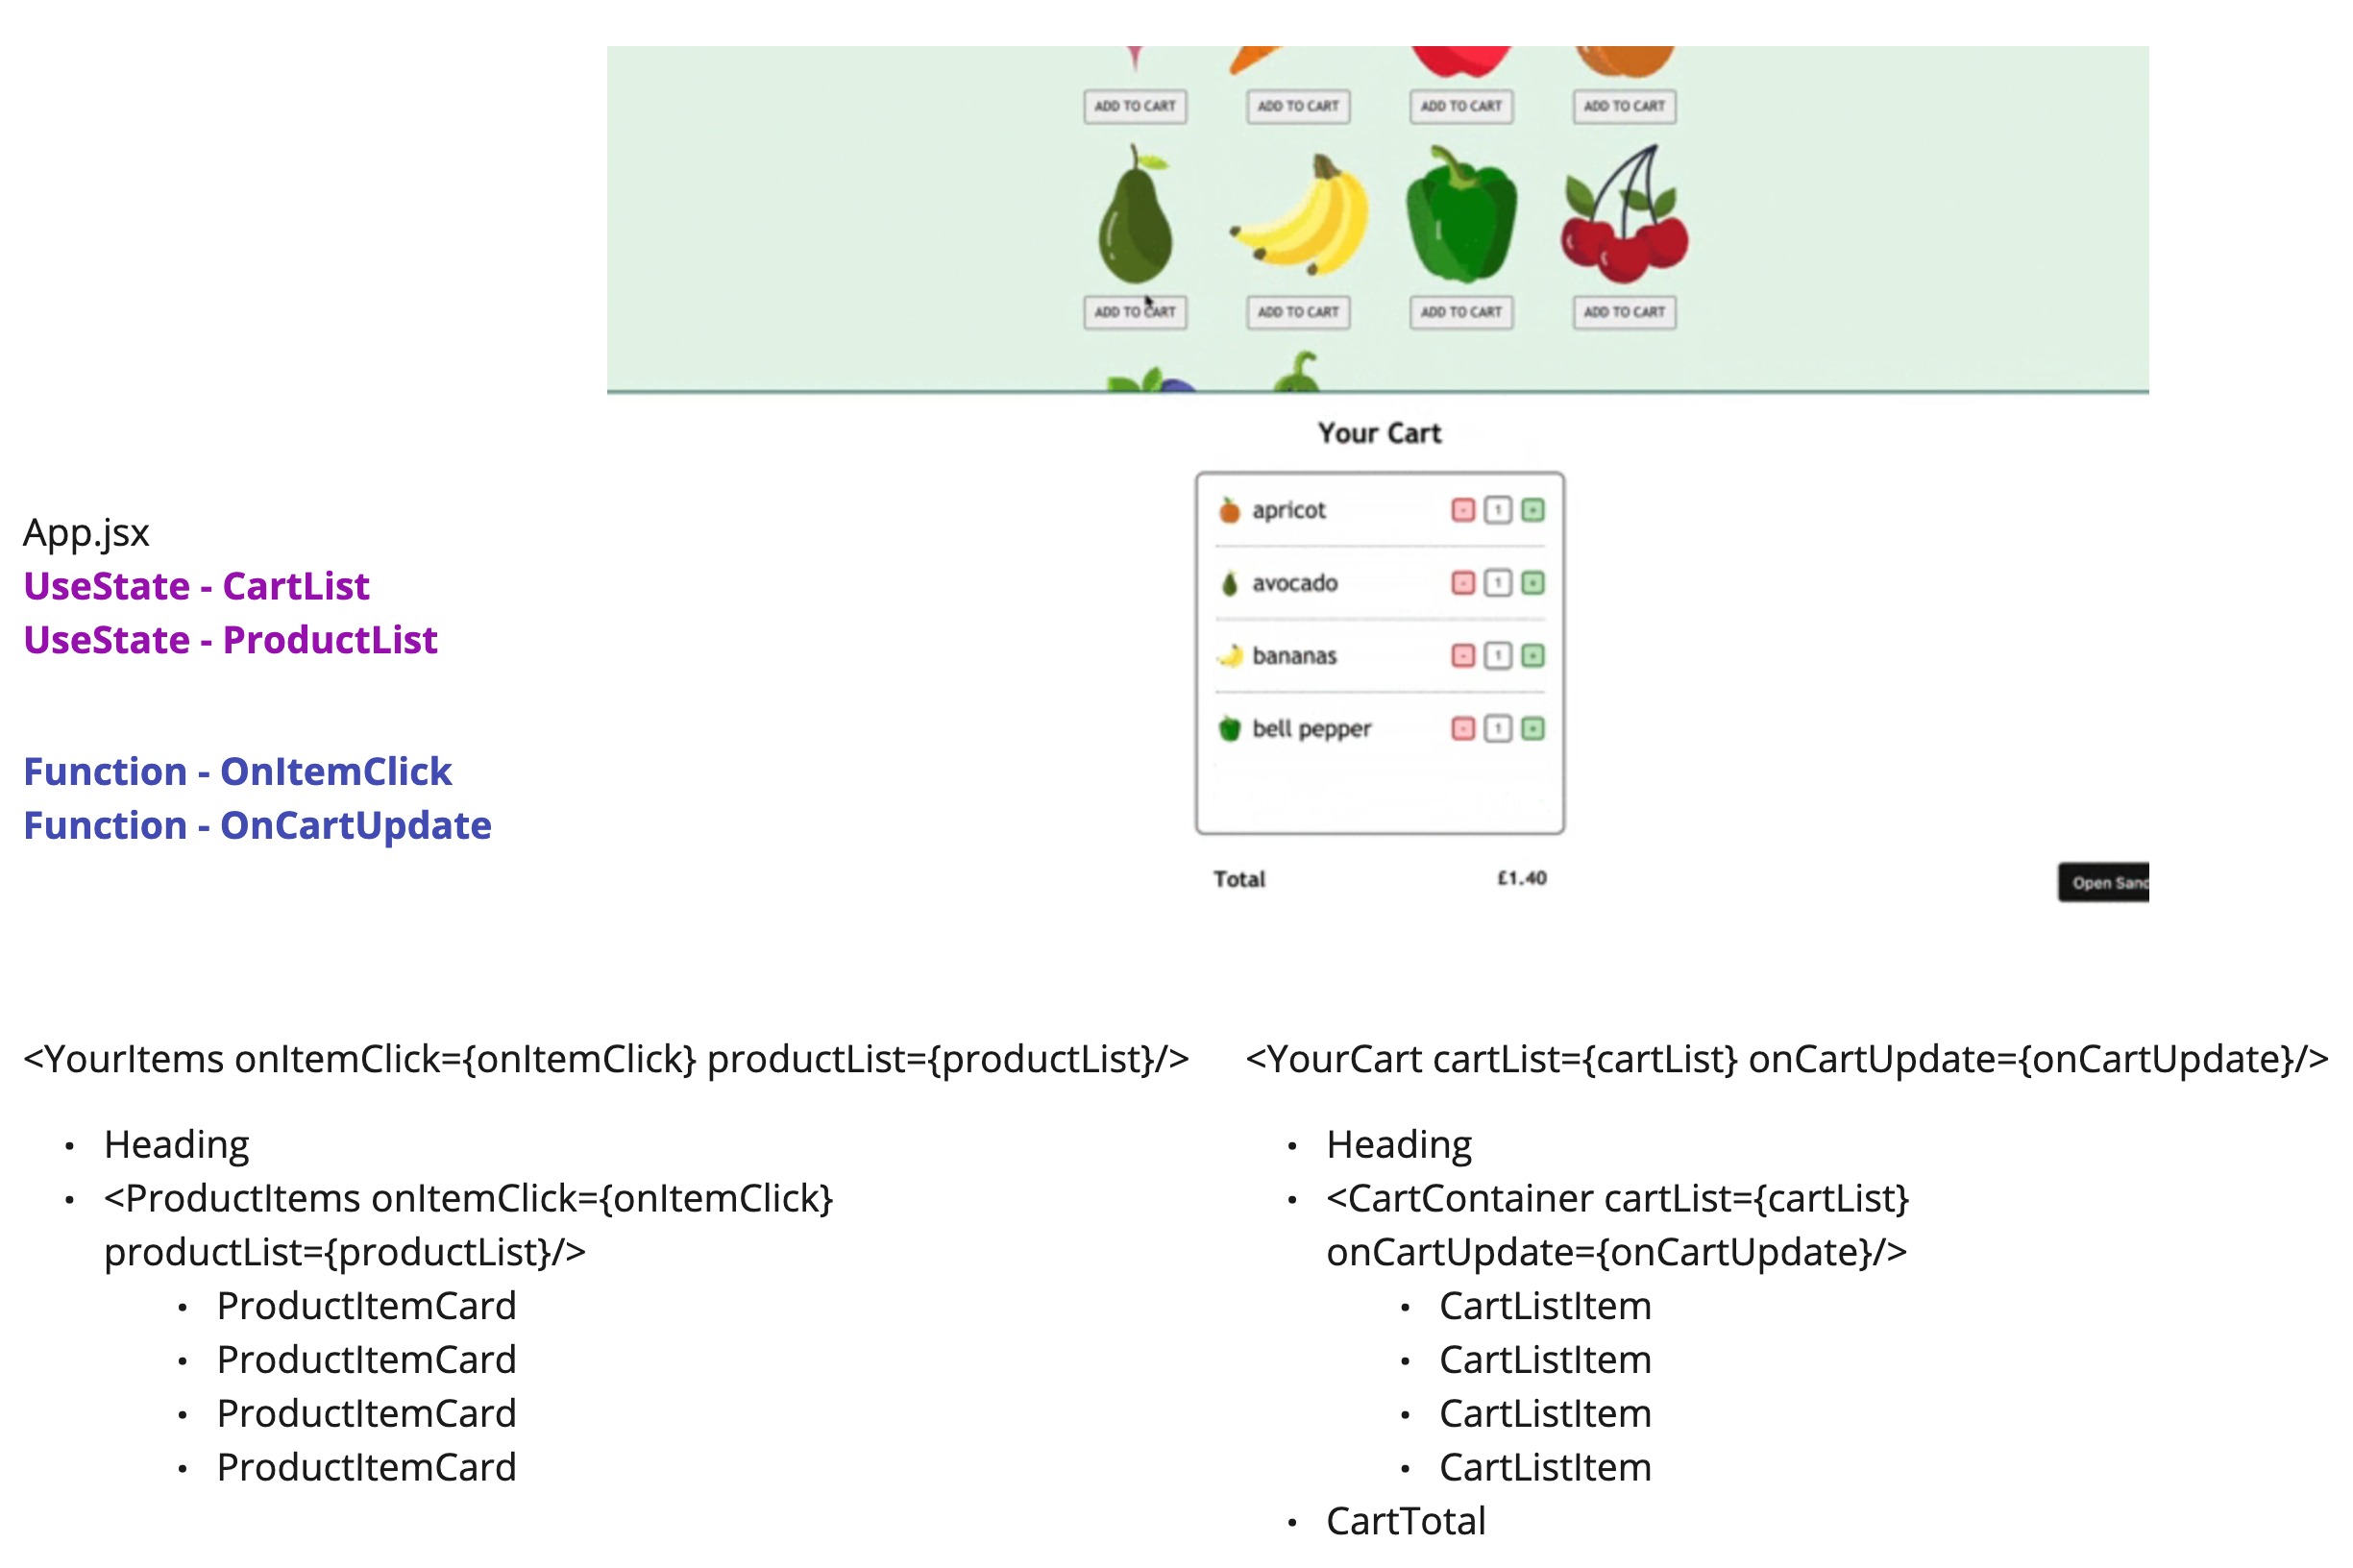 ADD TO CART ADD TO CART ADD TO CART ADD TO CART
ADD TO CART ADD TO CART ADD TO CART ADD TO CART
Your Cart
apricot - 1 +
avocado - 1 +
bananas - 1 +
bell pepper - 1 +
Total £1.40
Open Sand
App.jsx
UseState - CartList
UseState - ProductList
Function - OnItemClick
Function - OnCartUpdate
<YourItems onItemClick={onItemClick} productList={productList}/>
• Heading
• <ProductItems onItemClick={onItemClick}
productList={productList}/>
• ProductItemCard
• ProductItemCard
• ProductItemCard
• ProductItemCard
<YourCart cartList={cartList} onCartUpdate={onCartUpdate}/>
• Heading
• <CartContainer cartList={cartList}
onCartUpdate={onCartUpdate}/>
• CartListItem
• CartListItem
• CartListItem
• CartListItem
• CartTotal